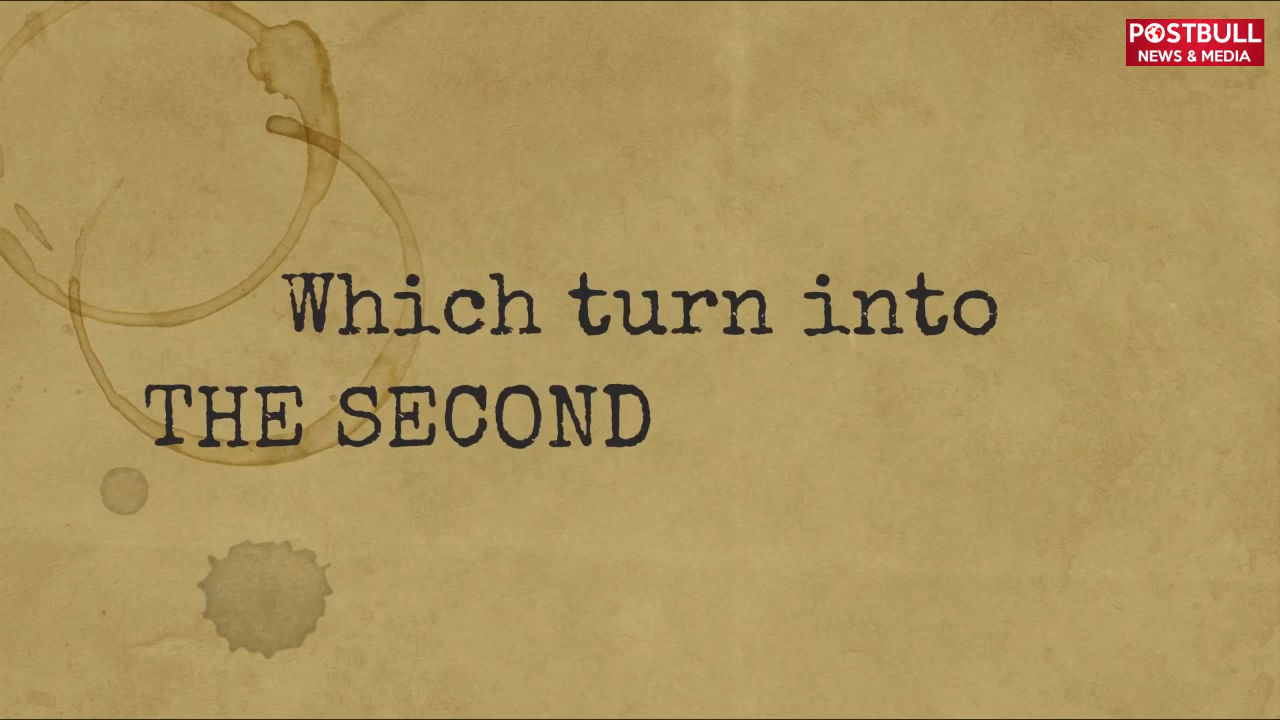 POSTBULL
NEWS & MEDIA
Which turn into
THE SECOND